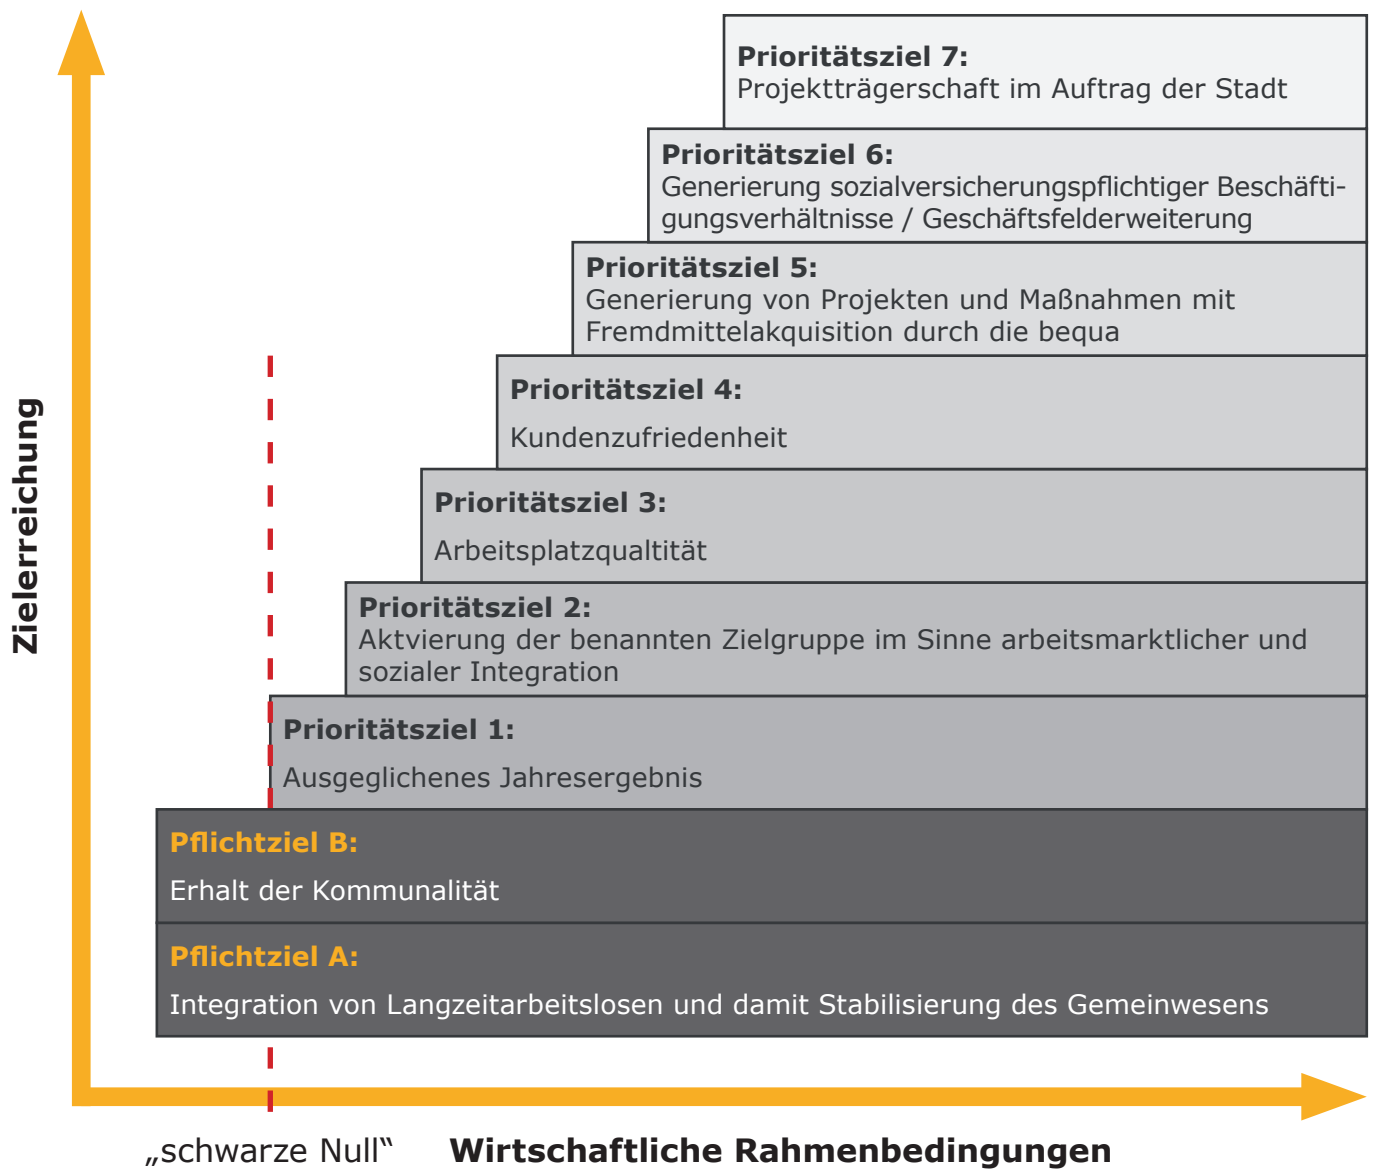 Prioritätsziel 7:
Projektträgerschaft im Auftrag der Stadt
Prioritätsziel 6:
Generierung sozialversicherungspflichtiger Beschäfti-
gungsverhältnisse / Geschäftsfelderweiterung
Prioritätsziel 5:
Generierung von Projekten und Maßnahmen mit
Fremdmittelakquisition durch die bequa
Prioritätsziel 4:
Kundenzufriedenheit
Prioritätsziel 3:
Arbeitsplatzqualtität
Prioritätsziel 2:
Aktvierung der benannten Zielgruppe im Sinne arbeitsmarktlicher und
sozialer Integration
Prioritätsziel 1:
Ausgeglichenes Jahresergebnis
Pflichtziel B:
Erhalt der Kommunalität
Pflichtziel A:
Integration von Langzeitarbeitslosen und damit Stabilisierung des Gemeinwesens
Zielerreichung
„schwarze Null“
Wirtschaftliche Rahmenbedingungen